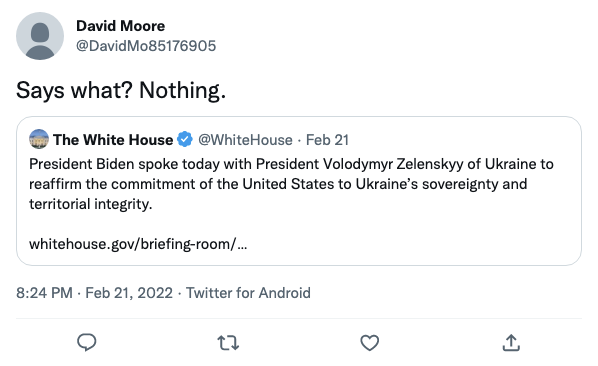 David Moore
@DavidMo85176905
Says what? Nothing.
The White House @WhiteHouse · Feb 21
President Biden spoke today with President Volodymyr Zelenskyy of Ukraine to
reaffirm the commitment of the United States to Ukraine’s sovereignty and
territorial integrity.
whitehouse.gov/briefing-room/…
8:24 PM · Feb 21, 2022 · Twitter for Android